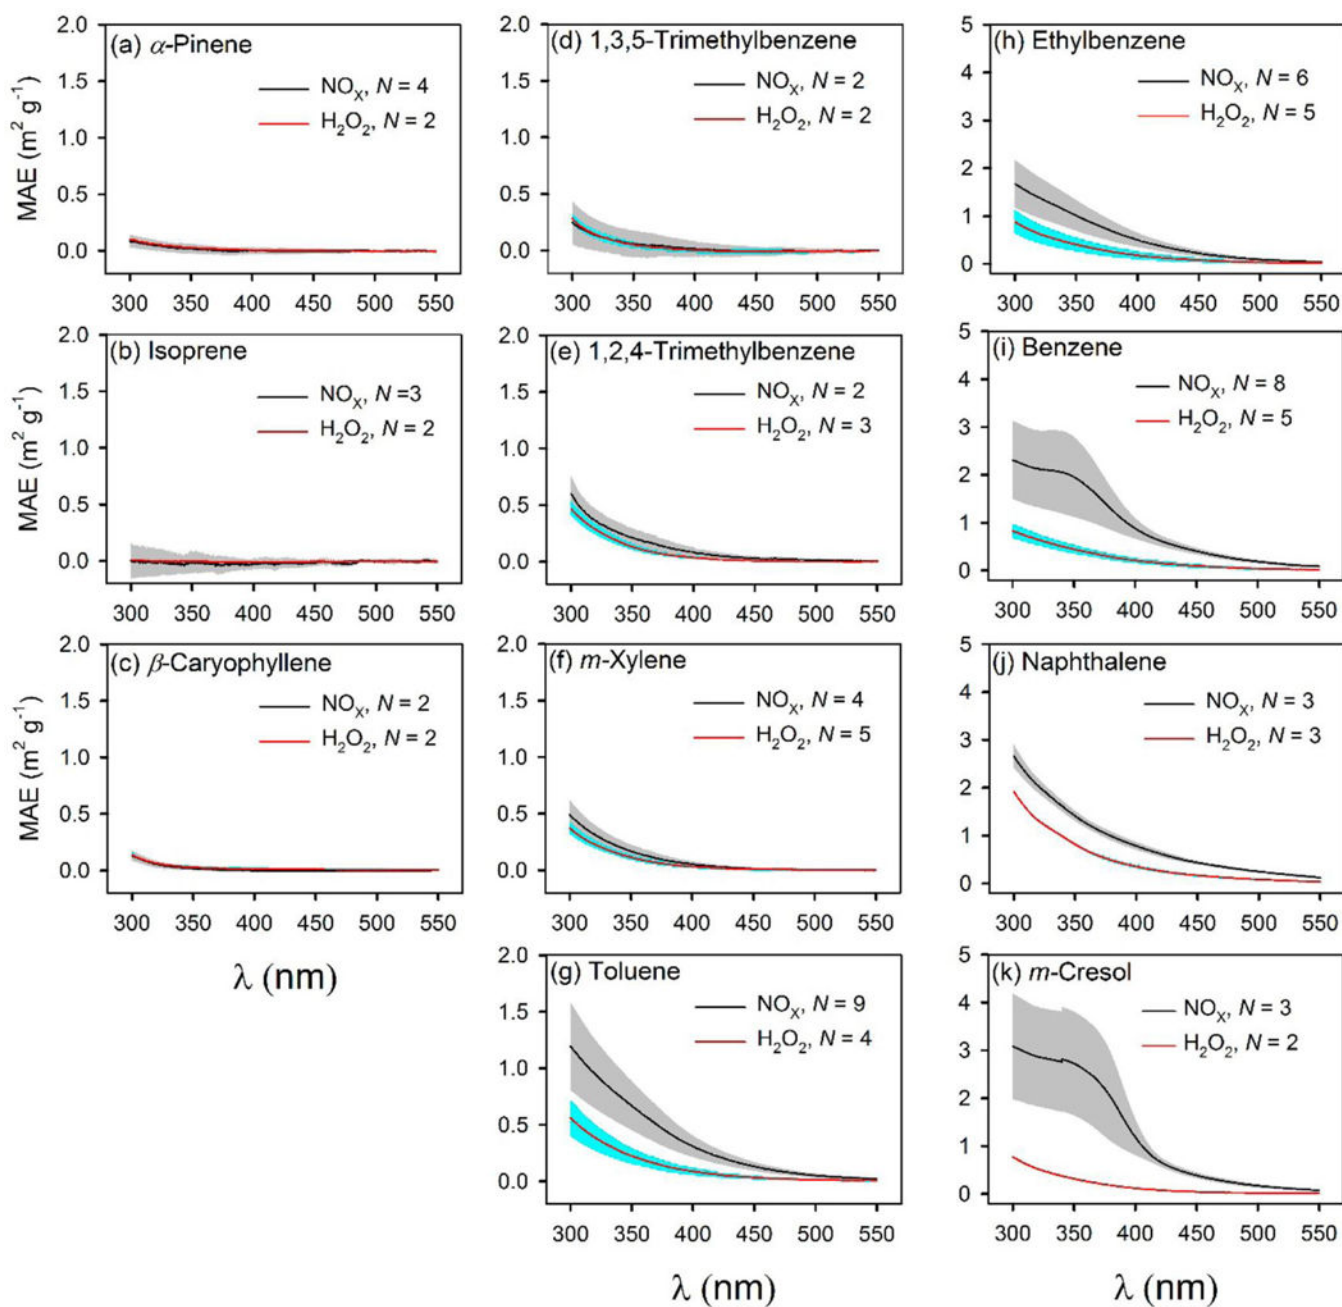 (a) α-Pinene
NOX, N = 4
H2O2, N = 2
MAE (m2 g-1)
2.0
1.5
1.0
0.5
0.0
300 350 400 450 500 550
(b) Isoprene
NOX, N =3
H2O2, N = 2
MAE (m2 g-1)
2.0
1.5
1.0
0.5
0.0
300 350 400 450 500 550
(c) β-Caryophyllene
NOX, N = 2
H2O2, N = 2
MAE (m2 g-1)
2.0
1.5
1.0
0.5
0.0
300 350 400 450 500 550
λ (nm)
(d) 1,3,5-Trimethylbenzene
NOX, N = 2
H2O2, N = 2
2.0
1.5
1.0
0.5
0.0
300 350 400 450 500 550
(e) 1,2,4-Trimethylbenzene
NOX, N = 2
H2O2, N = 3
2.0
1.5
1.0
0.5
0.0
300 350 400 450 500 550
(f) m-Xylene
NOX, N = 4
H2O2, N = 5
2.0
1.5
1.0
0.5
0.0
300 350 400 450 500 550
(g) Toluene
NOX, N = 9
H2O2, N = 4
2.0
1.5
1.0
0.5
0.0
300 350 400 450 500 550
λ (nm)
(h) Ethylbenzene
NOX, N = 6
H2O2, N = 5
5
4
3
2
1
0
300 350 400 450 500 550
(i) Benzene
NOX, N = 8
H2O2, N = 5
5
4
3
2
1
0
300 350 400 450 500 550
(j) Naphthalene
NOX, N = 3
H2O2, N = 3
5
4
3
2
1
0
300 350 400 450 500 550
(k) m-Cresol
NOX, N = 3
H2O2, N = 2
5
4
3
2
1
0
300 350 400 450 500 550
λ (nm)